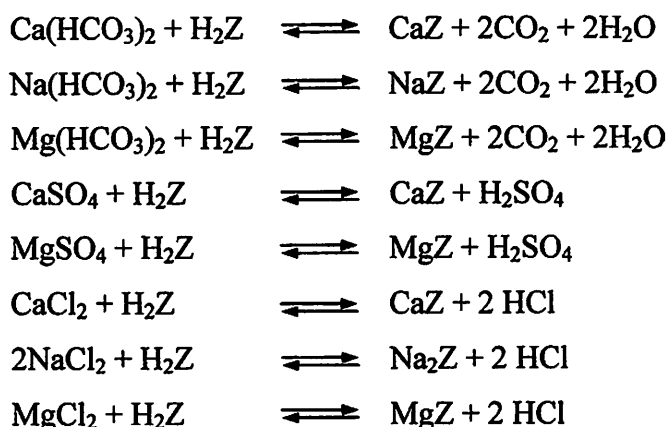 Ca(HCO₃)₂ + H₂Z ⇌ CaZ + 2CO₂ + 2H₂O
Na(HCO₃)₂ + H₂Z ⇌ NaZ + 2CO₂ + 2H₂O
Mg(HCO₃)₂ + H₂Z ⇌ MgZ + 2CO₂ + 2H₂O
CaSO₄ + H₂Z ⇌ CaZ + H₂SO₄
MgSO₄ + H₂Z ⇌ MgZ + H₂SO₄
CaCl₂ + H₂Z ⇌ CaZ + 2 HCl
2NaCl₂ + H₂Z ⇌ Na₂Z + 2 HCl
MgCl₂ + H₂Z ⇌ MgZ + 2 HCl